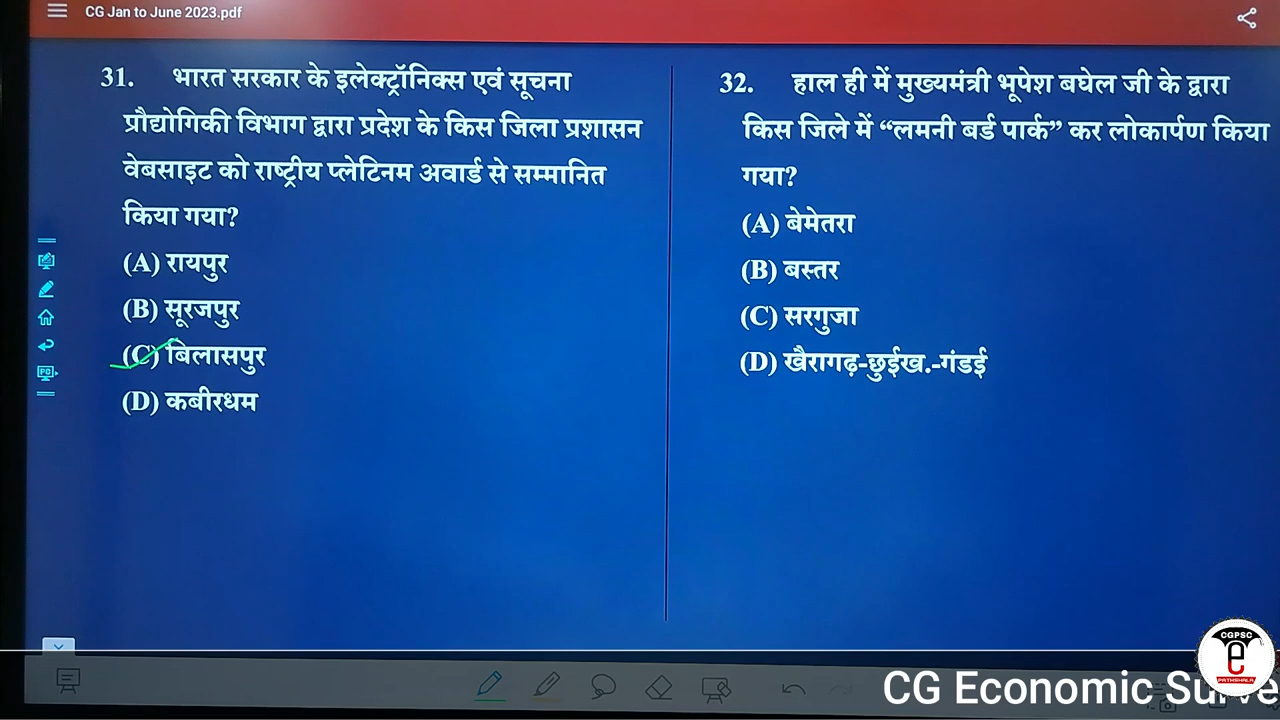 CG Jan to June 2023.pdf
31. भारत सरकार के इलेक्ट्रॉनिक्स एवं सूचना
प्रौद्योगिकी विभाग द्वारा प्रदेश के किस जिला प्रशासन
वेबसाइट को राष्ट्रीय प्लेटिनम अवार्ड से सम्मानित
किया गया?
(A) रायपुर
(B) सूरजपुर
(C) बिलासपुर
(D) कबीरधम
32. हाल ही में मुख्यमंत्री भूपेश बघेल जी के द्वारा
किस जिले में “लमनी बर्ड पार्क” कर लोकार्पण किया
गया?
(A) बेमेतरा
(B) बस्तर
(C) सरगुजा
(D) खैरागढ़-छुईख.-गंडई
CGPSC
e
PATHSHALA
CG Economic Surve